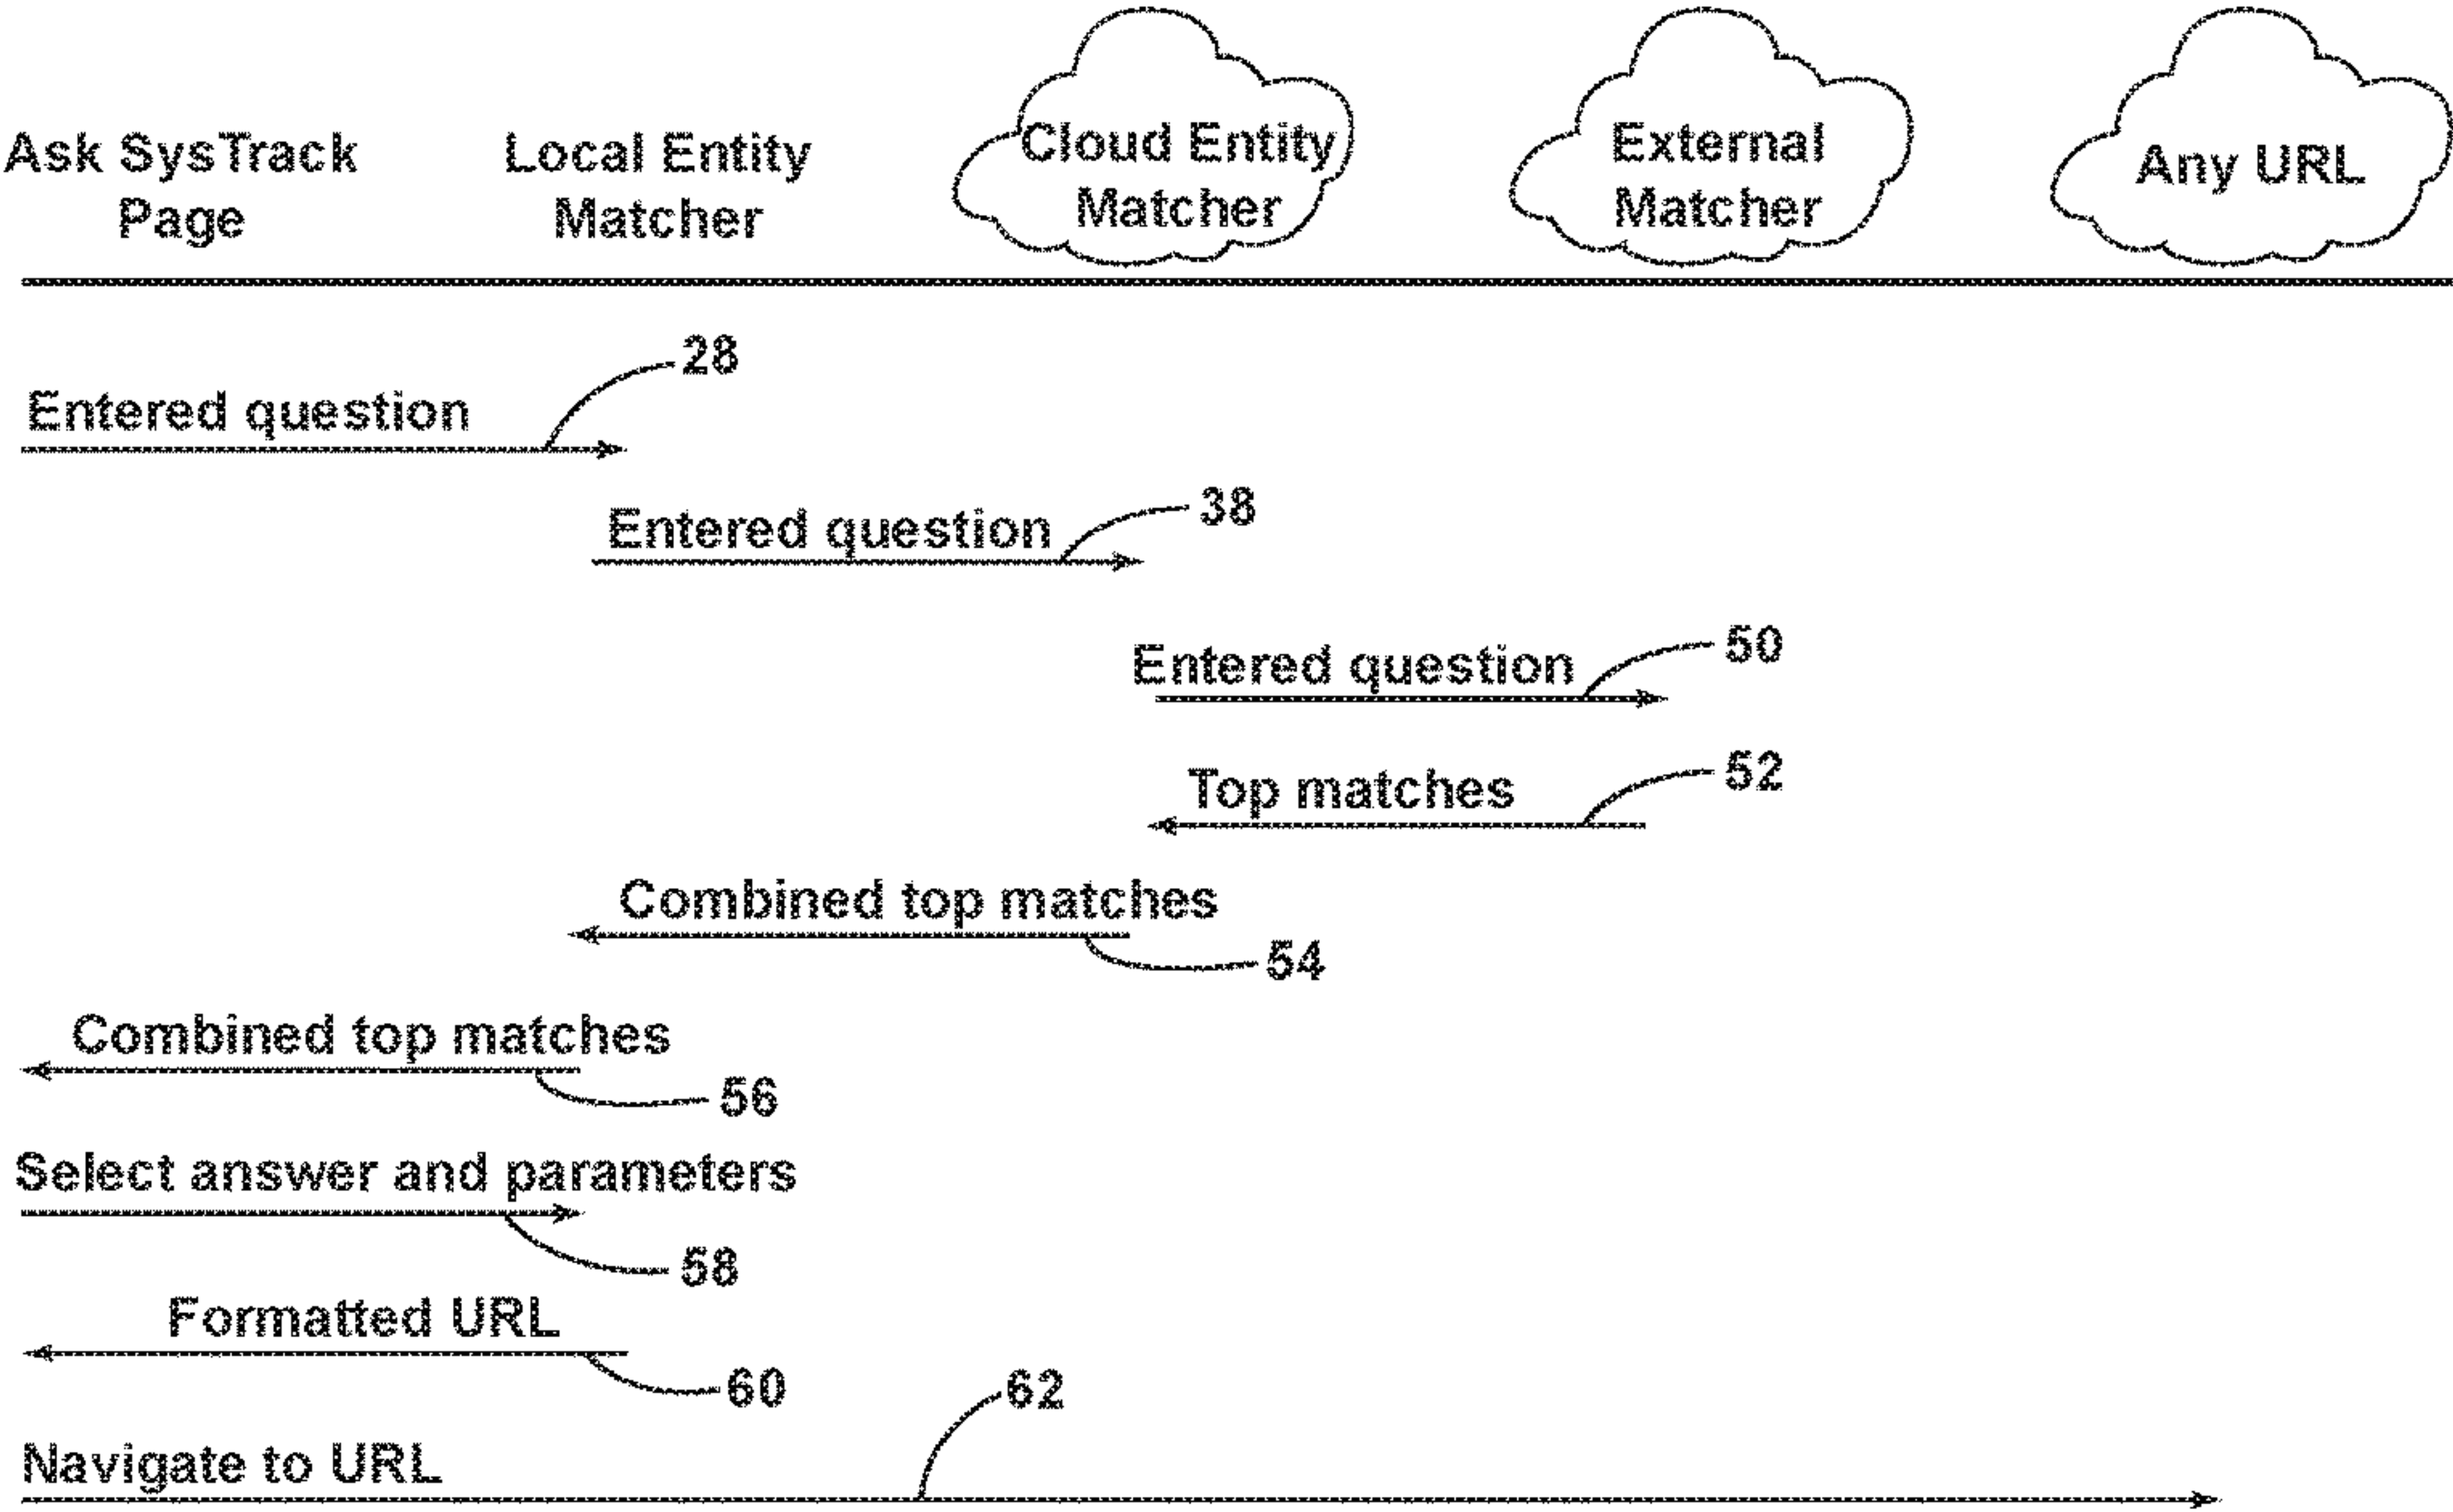 Ask SysTrack
Page
Local Entity
Matcher
Cloud Entity
Matcher
External
Matcher
Any URL
28
Entered question
38
Entered question
50
Entered question
52
Top matches
Combined top matches
54
Combined top matches
56
Select answer and parameters
58
Formatted URL
60
62
Navigate to URL